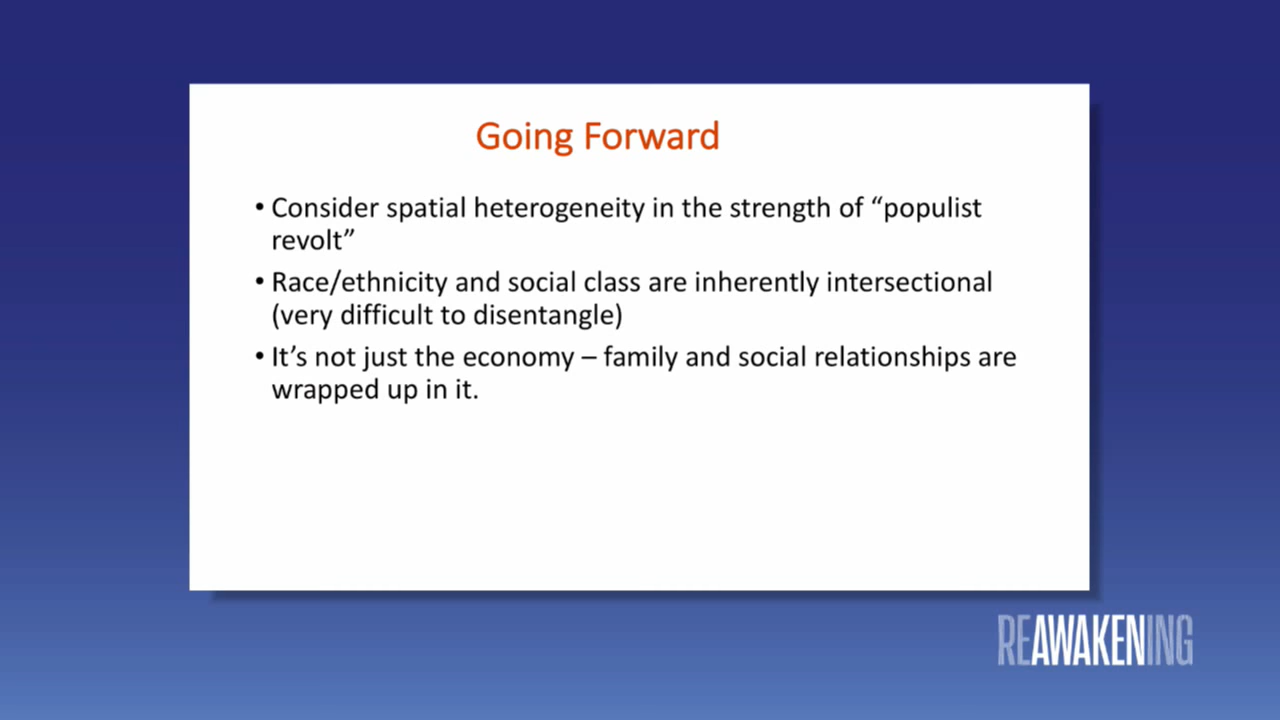 Going Forward
• Consider spatial heterogeneity in the strength of “populist
revolt”
• Race/ethnicity and social class are inherently intersectional
(very difficult to disentangle)
• It’s not just the economy – family and social relationships are
wrapped up in it.
REAWAKENING